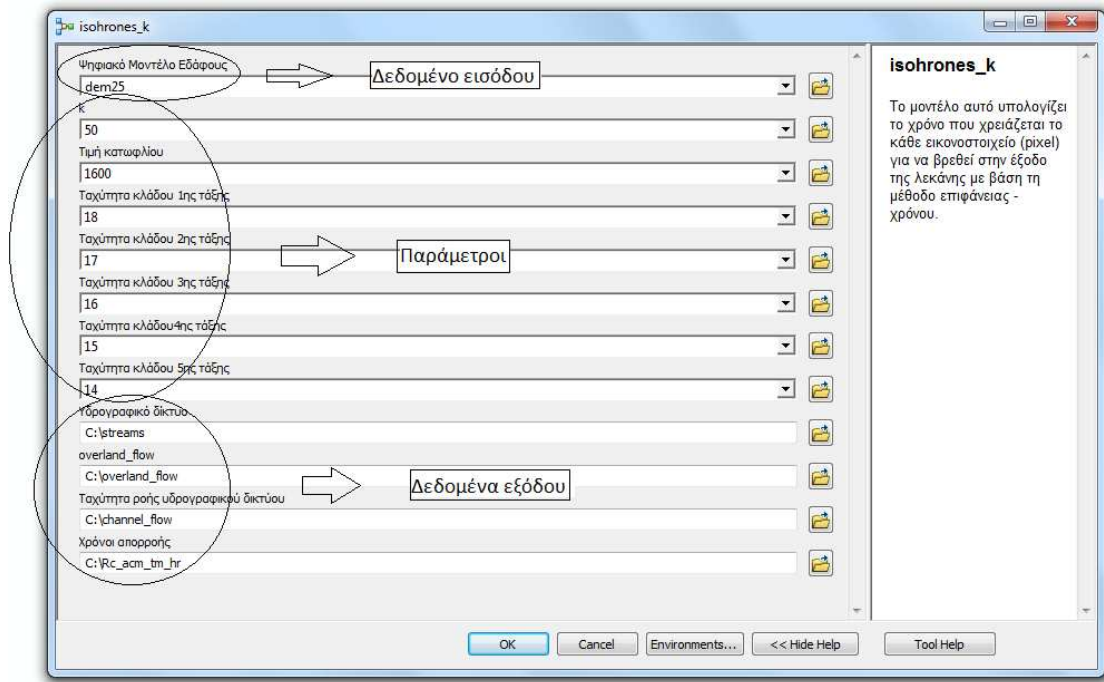 isohrones_k
Ψηφιακό Μοντέλο Εδάφους
dem25
Δεδομένο εισόδου
k
50
Τιμή κατωφλίου
1600
Ταχύτητα κλάδου 1ης τάξης
18
Ταχύτητα κλάδου 2ης τάξης
17
Παράμετροι
Ταχύτητα κλάδου 3ης τάξης
16
Ταχύτητα κλάδου4ης τάξης
15
Ταχύτητα κλάδου 5ης τάξης
14
Υδρογραφικό δίκτυο
C:\streams
overland_flow
C:\overland_flow
Δεδομένα εξόδου
Ταχύτητα ροής υδρογραφικού δικτύου
C:\channel_flow
Χρόνοι απορροής
C:\Rc_acm_tm_hr
OK Cancel Environments... << Hide Help Tool Help
isohrones_k
Το μοντέλο αυτό υπολογίζει
το χρόνο που χρειάζεται το
κάθε εικονοστοιχείο (pixel)
για να βρεθεί στην έξοδο
της λεκάνης με βάση τη
μέθοδο επιφάνειας -
χρόνου.